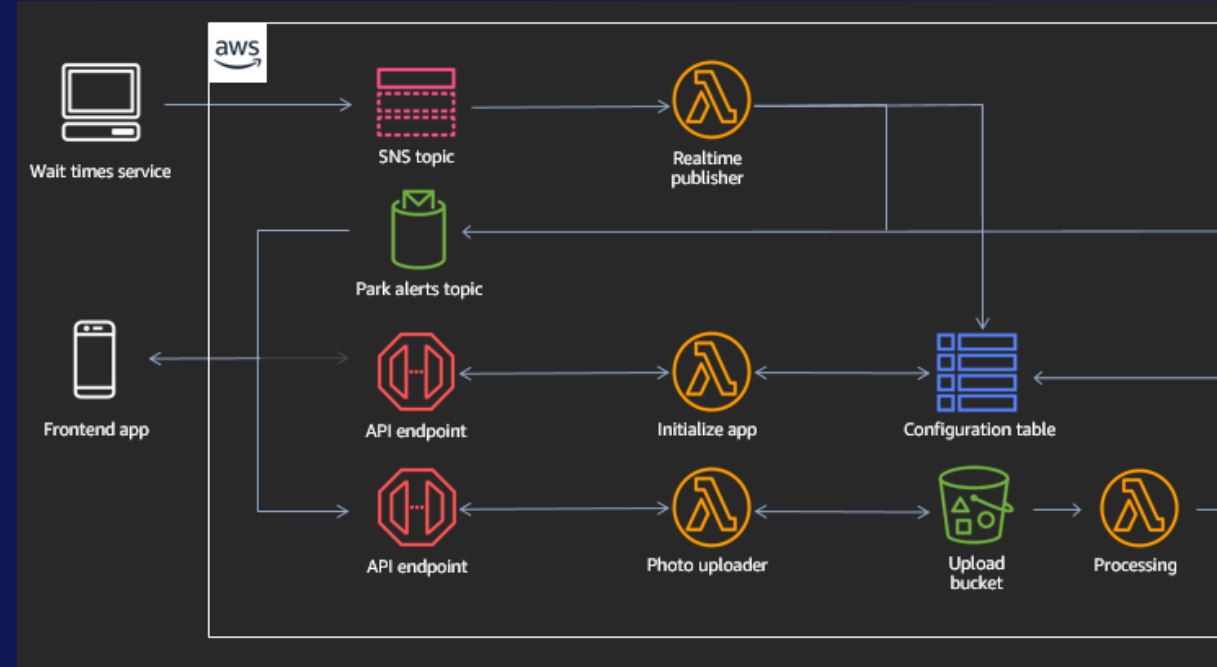 aws
Wait times service
SNS topic
Realtime
publisher
Park alerts topic
Frontend app
API endpoint
Initialize app
Configuration table
API endpoint
Photo uploader
Upload
bucket
Processing